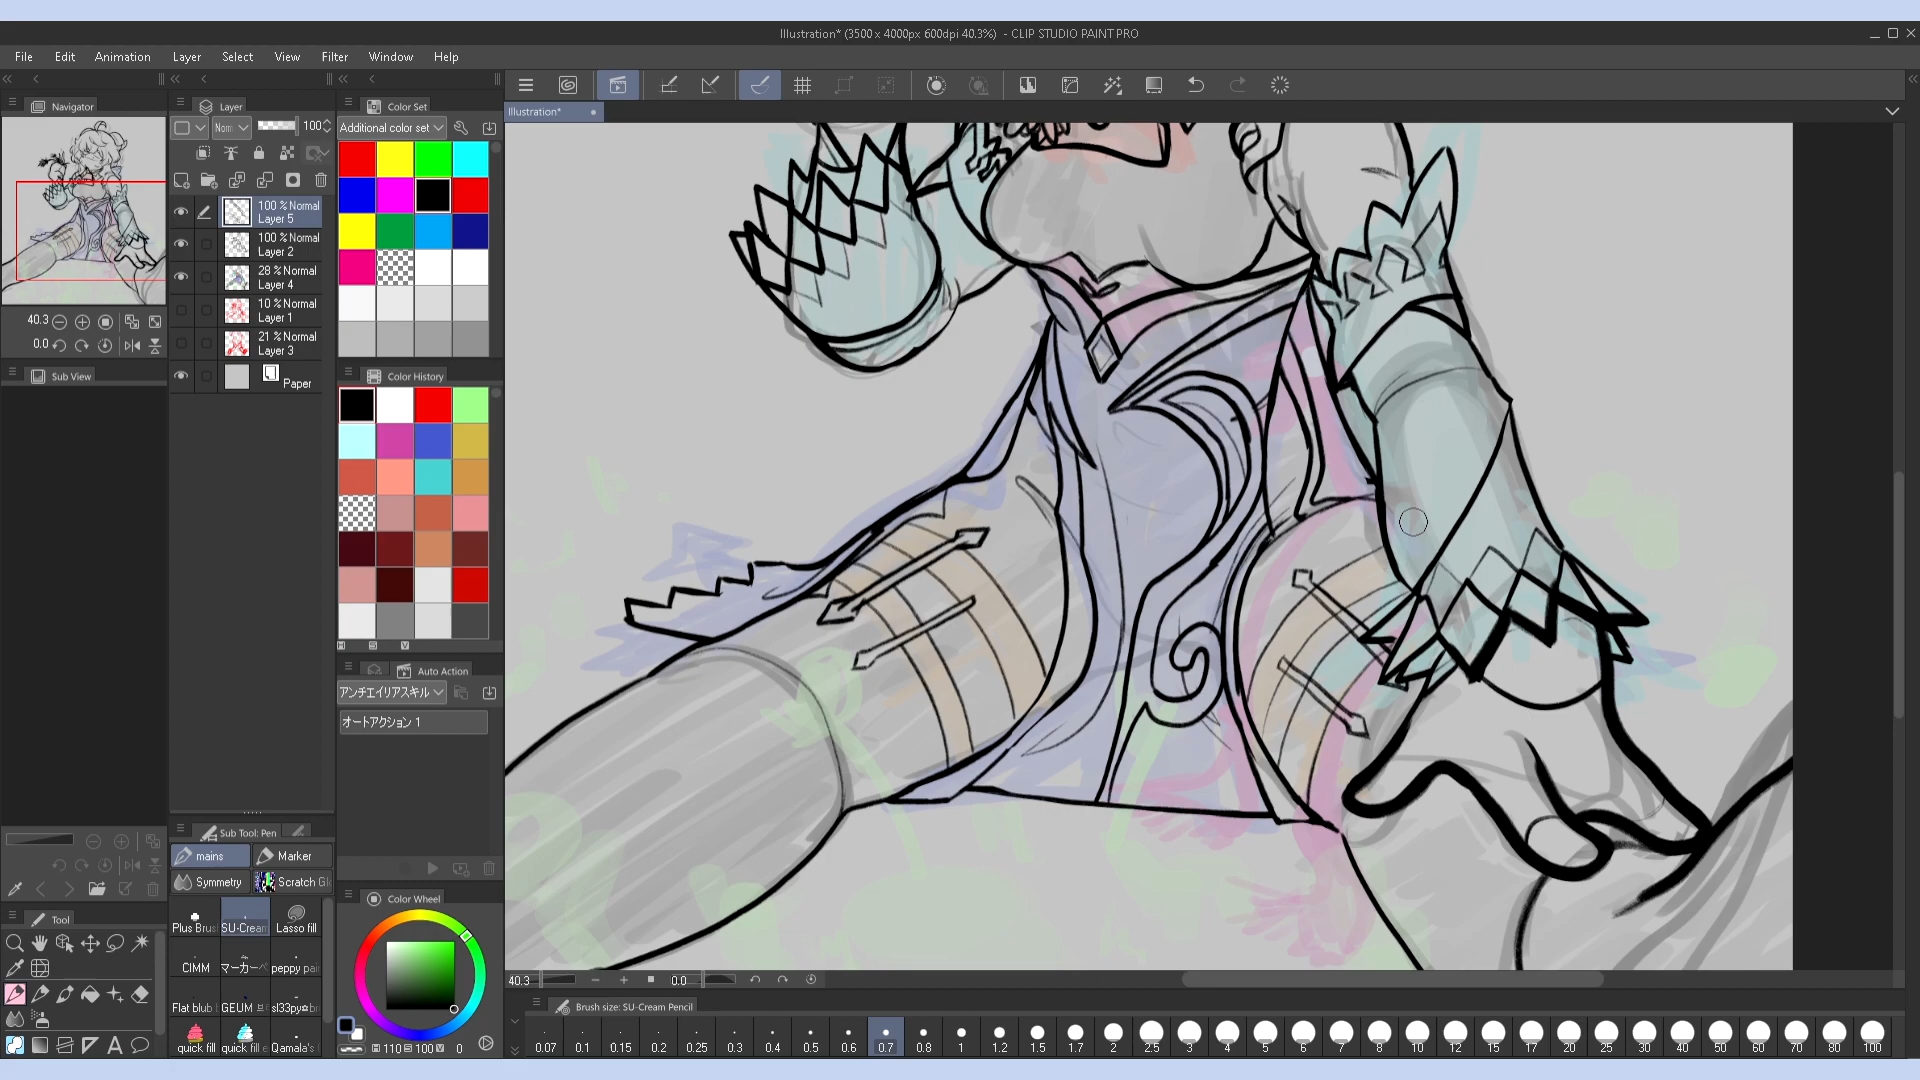 Illustration* (3500 x 4000px 600dpi 40.3%) - CLIP STUDIO PAINT PRO
File Edit Animation Layer Select View Filter Window Help
Navigator
Layer
Color Set
Illustration*
100
Additional color set
100 % Normal
Layer 5
100 % Normal
Layer 2
28 % Normal
Layer 4
10 % Normal
Layer 1
21 % Normal
Layer 3
Paper
40.3
0.0
Sub View
Color History
Auto Action
アンチエイリアスキル
オートアクション 1
Sub Tool: Pen
mains
Marker
Symmetry
Scratch
Color Wheel
Tool
Plus Brus
SU-Cream
Lasso fill
CIMM
マーカーペ
peppy pai
Flat blub
GEUM
sl33py
quick fill
quick fill
Qamala's
H 110 S 100 V 0
40.3
0.0
Brush size: SU-Cream Pencil
0.07 0.1 0.15 0.2 0.25 0.3 0.4 0.5 0.6 0.7 0.8 1 1.2 1.5 1.7 2 2.5 3 4 5 6 7 8 10 12 15 17 20 25 30 40 50 60 70 80 100